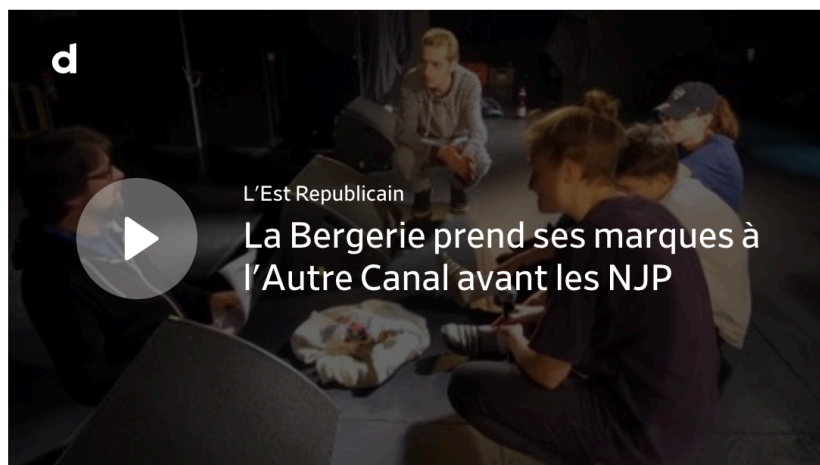 d
L'Est Republicain
La Bergerie prend ses marques à
l'Autre Canal avant les NJP